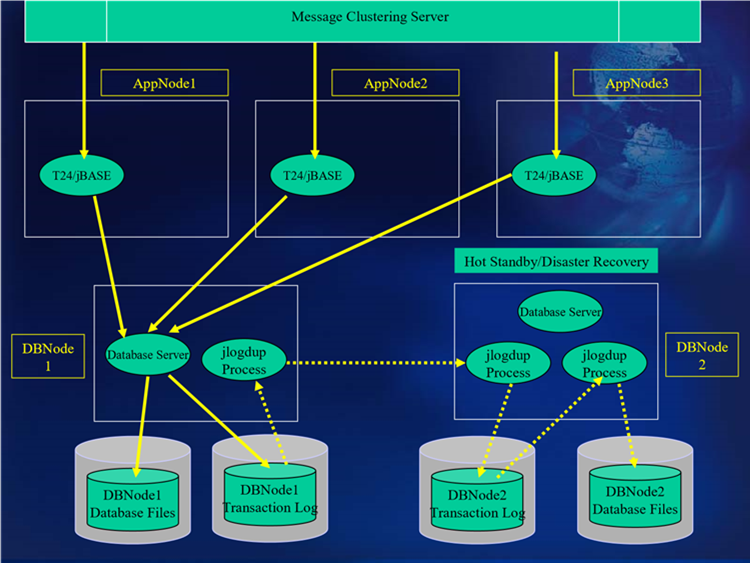 Message Clustering Server
AppNode1
AppNode2
AppNode3
T24/jBASE
T24/jBASE
T24/jBASE
Hot Standby/Disaster Recovery
DBNode
1
Database Server
jlogdup
Process
Database Server
jlogdup
Process
jlogdup
Process
DBNode
2
DBNode1
Database Files
DBNode1
Transaction Log
DBNode2
Transaction Log
DBNode2
Database Files